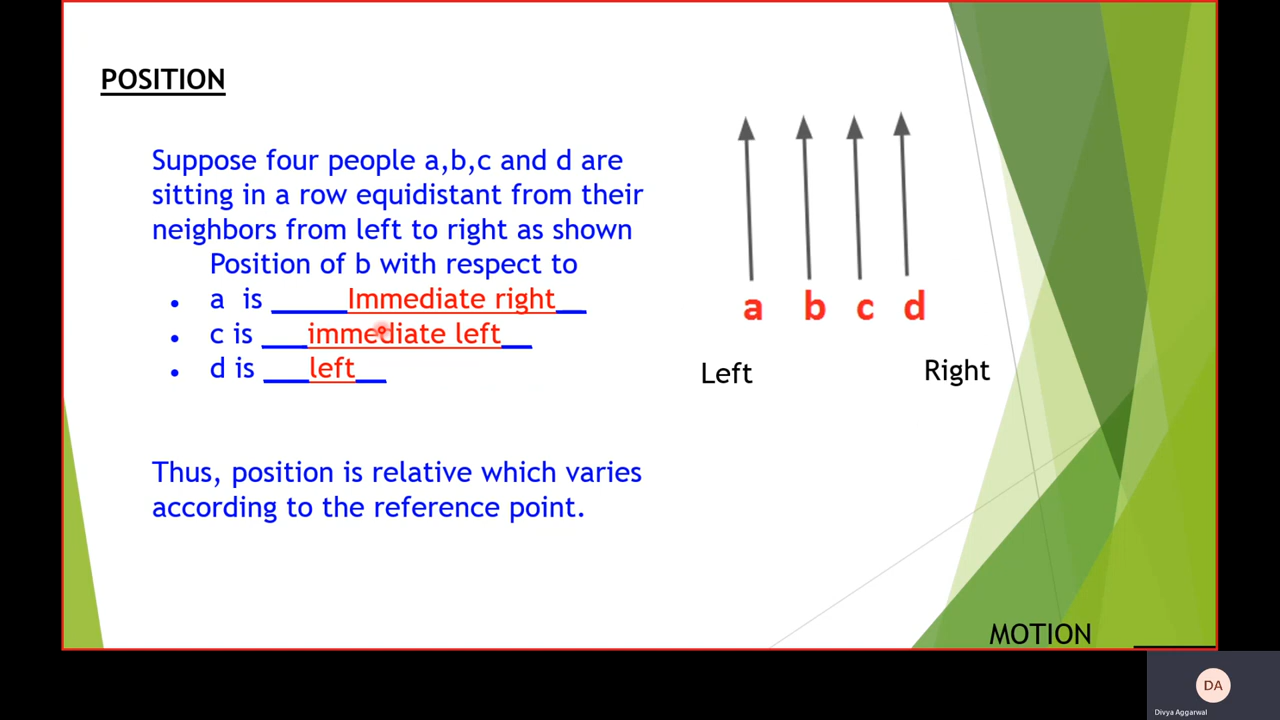 POSITION
Suppose four people a,b,c and d are
sitting in a row equidistant from their
neighbors from left to right as shown
Position of b with respect to
• a is _____Immediate right__
• c is ___immediate left__
• d is ___left__
Thus, position is relative which varies
according to the reference point.
a b c d
Left Right
MOTION
DA
Divya Aggarwal